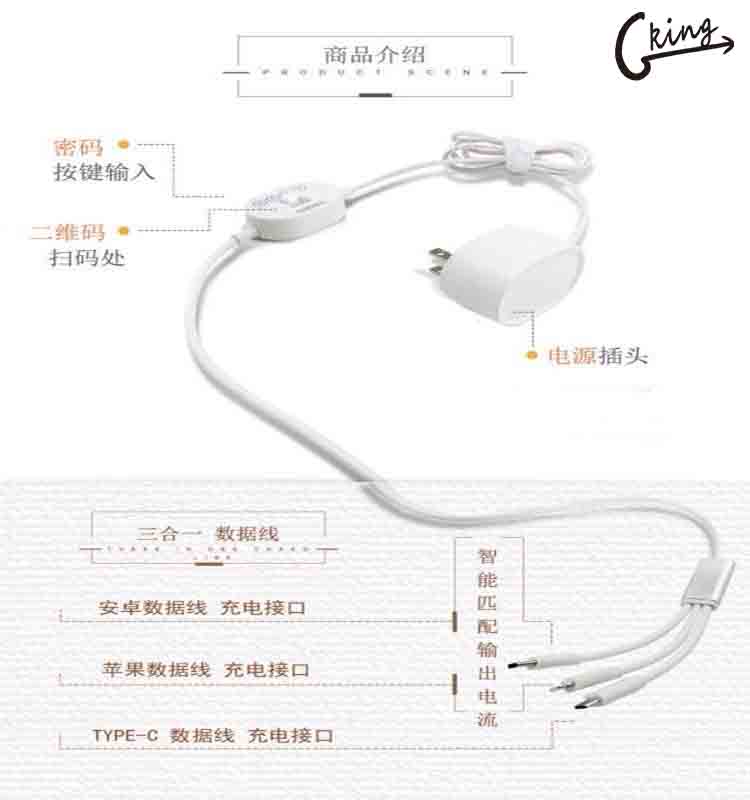 Cking
商品介绍
PRODUCT SCENE
密码
按键输入
二维码
扫码处
电源插头
三合一 数据线
安卓数据线 充电接口
苹果数据线 充电接口
TYPE-C 数据线 充电接口
智能匹配输出电流